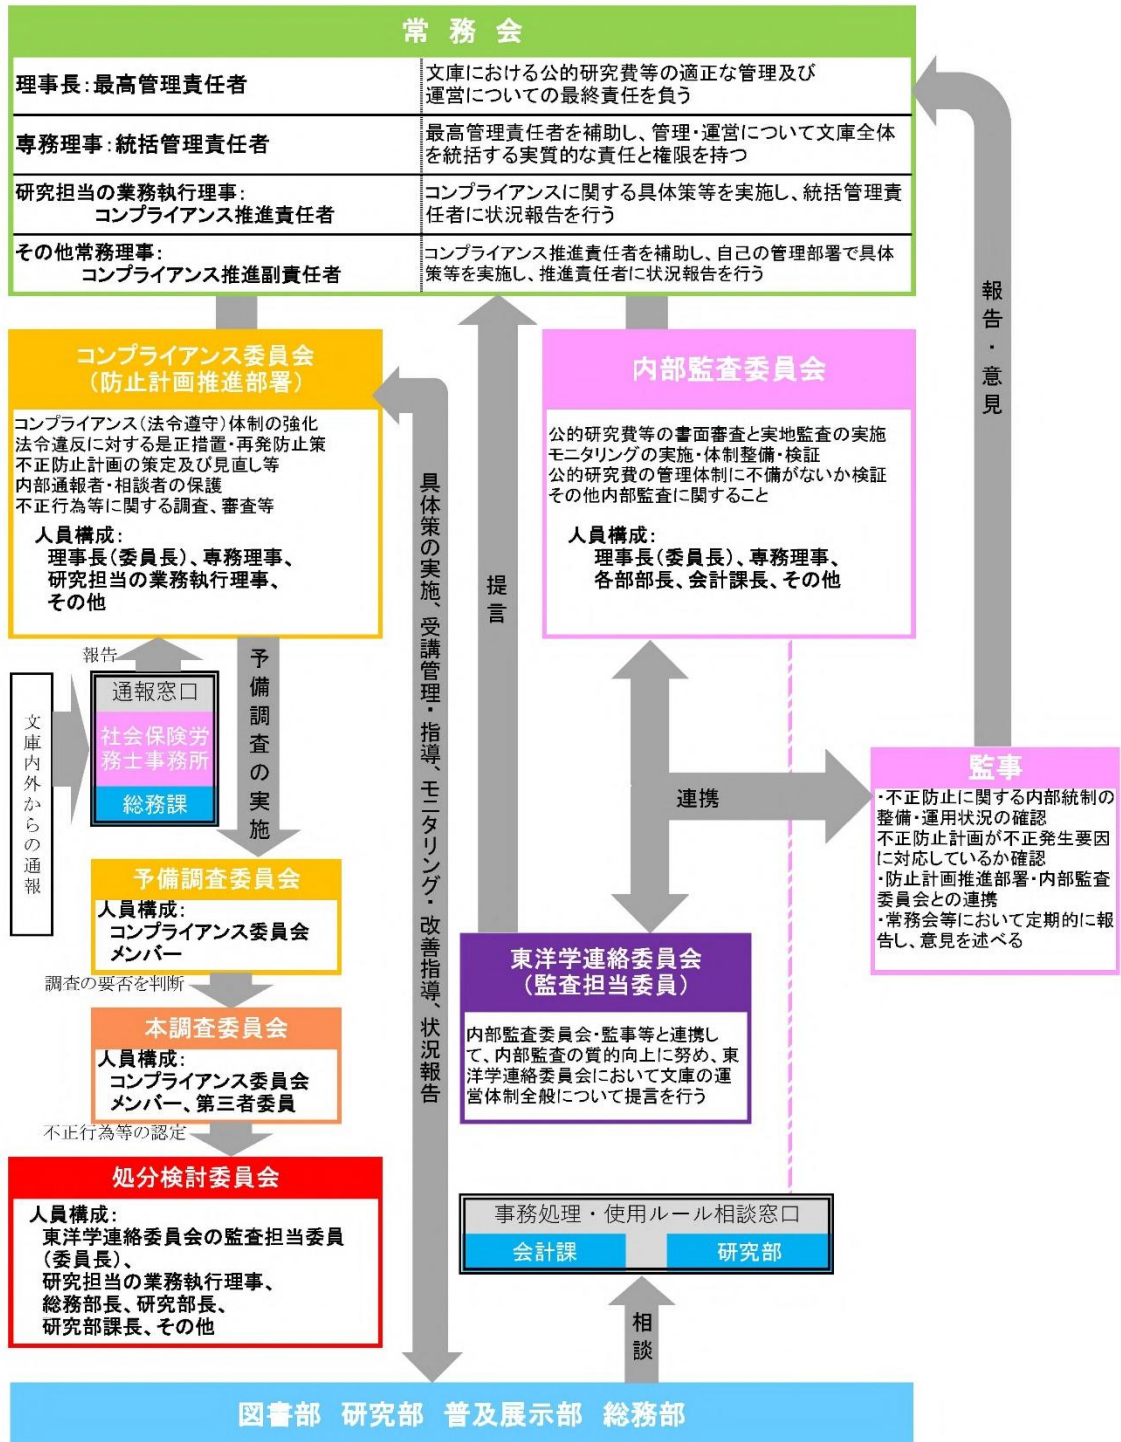 常務会
理事長：最高管理責任者
文庫における公的研究費等の適正な管理及び
運営についての最終責任を負う
専務理事：統括管理責任者
最高管理責任者を補助し、管理・運営について文庫全体
を統括する実質的な責任と権限を持つ
研究担当の業務執行理事：
コンプライアンス推進責任者
コンプライアンスに関する具体策等を実施し、統括管理責
任者に状況報告を行う
その他常務理事：
コンプライアンス推進副責任者
コンプライアンス推進責任者を補助し、自己の管理部署で具体
策等を実施し、推進責任者に状況報告を行う
報告・意見
コンプライアンス委員会
（防止計画推進部署）
コンプライアンス（法令遵守）体制の強化
法令違反に対する是正措置・再発防止策
不正防止計画の策定及び見直し等
内部通報者・相談者の保護
不正行為等に関する調査、審査等
人員構成：
理事長（委員長）、専務理事、
研究担当の業務執行理事、
その他
具体策の実施、受講管理・指導、モニタリング・改善指導、状況報告
提言
内部監査委員会
公的研究費等の書面審査と実地監査の実施
モニタリングの実施・体制整備・検証
公的研究費の管理体制に不備がないか検証
その他内部監査に関すること
人員構成：
理事長（委員長）、専務理事、
各部部長、会計課長、その他
報告
通報窓口
社会保険労
務士事務所
総務課
文庫内外からの通報
予備調査の実施
連携
監事
・不正防止に関する内部統制の
整備・運用状況の確認
不正防止計画が不正発生要因
に対応しているか確認
・防止計画推進部署・内部監査
委員会との連携
・常務会等において定期的に報
告し、意見を述べる
予備調査委員会
人員構成：
コンプライアンス委員会
メンバー
調査の要否を判断
本調査委員会
人員構成：
コンプライアンス委員会
メンバー、第三者委員
不正行為等の認定
処分検討委員会
人員構成：
東洋学連絡委員会の監査担当委員
（委員長）、
研究担当の業務執行理事、
総務部長、研究部長、
研究部課長、その他
東洋学連絡委員会
（監査担当委員）
内部監査委員会・監事等と連携し
て、内部監査の質的向上に努め、東
洋学連絡委員会において文庫の運
営体制全般について提言を行う
事務処理・使用ルール相談窓口
会計課
研究部
相談
図書部 研究部 普及展示部 総務部